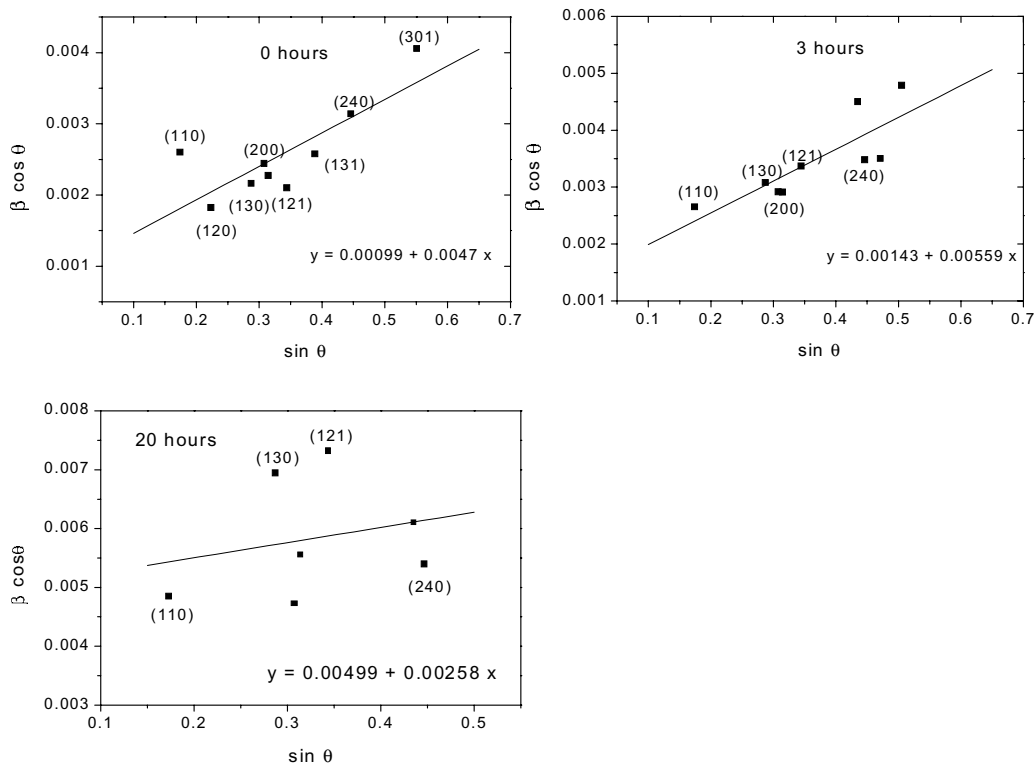 0 hours
(301)
(240)
(110)
(200)
(131)
(130)
(121)
(120)
y = 0.00099 + 0.0047 x
0.004
0.003
0.002
0.001
β cos θ
0.1 0.2 0.3 0.4 0.5 0.6 0.7
sin θ
3 hours
(130)
(121)
(240)
(110)
(200)
y = 0.00143 + 0.00559 x
0.006
0.005
0.004
0.003
0.002
0.001
β cos θ
0.1 0.2 0.3 0.4 0.5 0.6 0.7
sin θ
20 hours
(121)
(130)
(240)
(110)
y = 0.00499 + 0.00258 x
0.008
0.007
0.006
0.005
0.004
0.003
β cosθ
0.1 0.2 0.3 0.4 0.5
sin θ